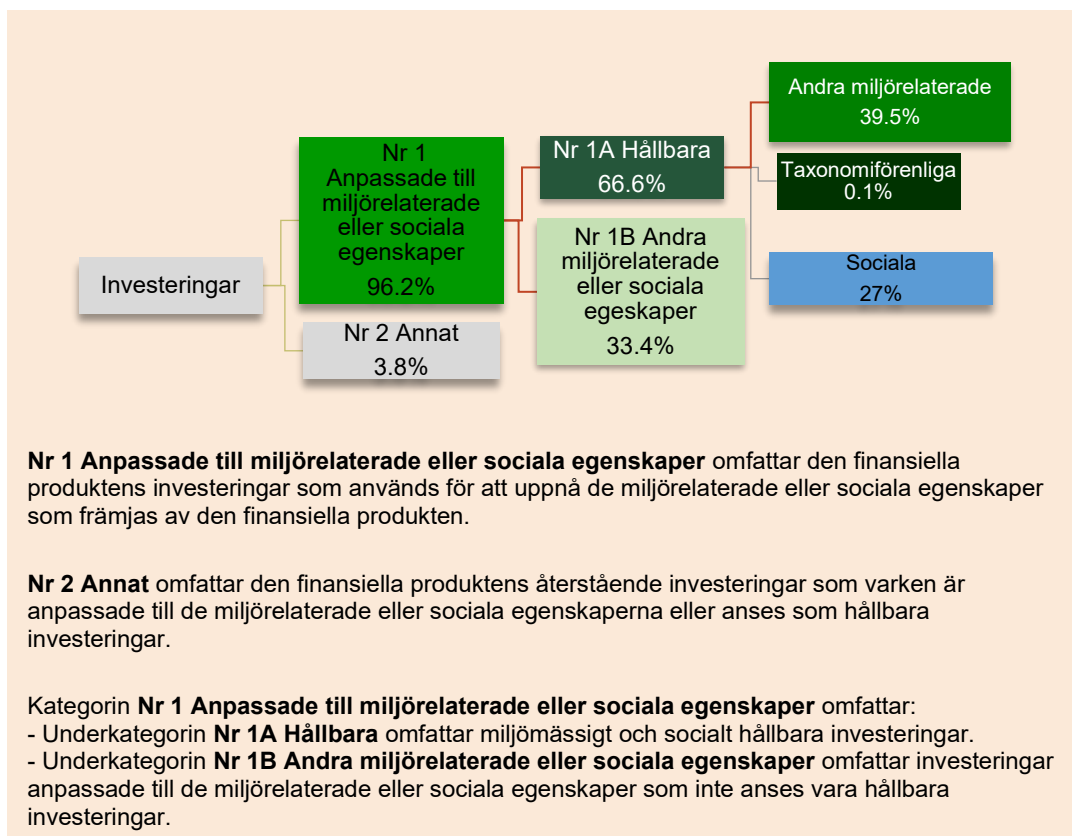 Andra miljörelaterade
39.5%
Nr 1
Anpassade till
miljörelaterade
eller sociala
egenskaper
96.2%
Nr 1A Hållbara
66.6%
Taxonomiförenliga
0.1%
Nr 1B Andra
miljörelaterade
eller sociala
egeskaper
33.4%
Sociala
27%
Investeringar
Nr 2 Annat
3.8%
Nr 1 Anpassade till miljörelaterade eller sociala egenskaper omfattar den finansiella
produktens investeringar som används för att uppnå de miljörelaterade eller sociala egenskaper
som främjas av den finansiella produkten.
Nr 2 Annat omfattar den finansiella produktens återstående investeringar som varken är
anpassade till de miljörelaterade eller sociala egenskaperna eller anses som hållbara
investeringar.
Kategorin Nr 1 Anpassade till miljörelaterade eller sociala egenskaper omfattar:
- Underkategorin Nr 1A Hållbara omfattar miljömässigt och socialt hållbara investeringar.
- Underkategorin Nr 1B Andra miljörelaterade eller sociala egenskaper omfattar investeringar
anpassade till de miljörelaterade eller sociala egenskaper som inte anses vara hållbara
investeringar.